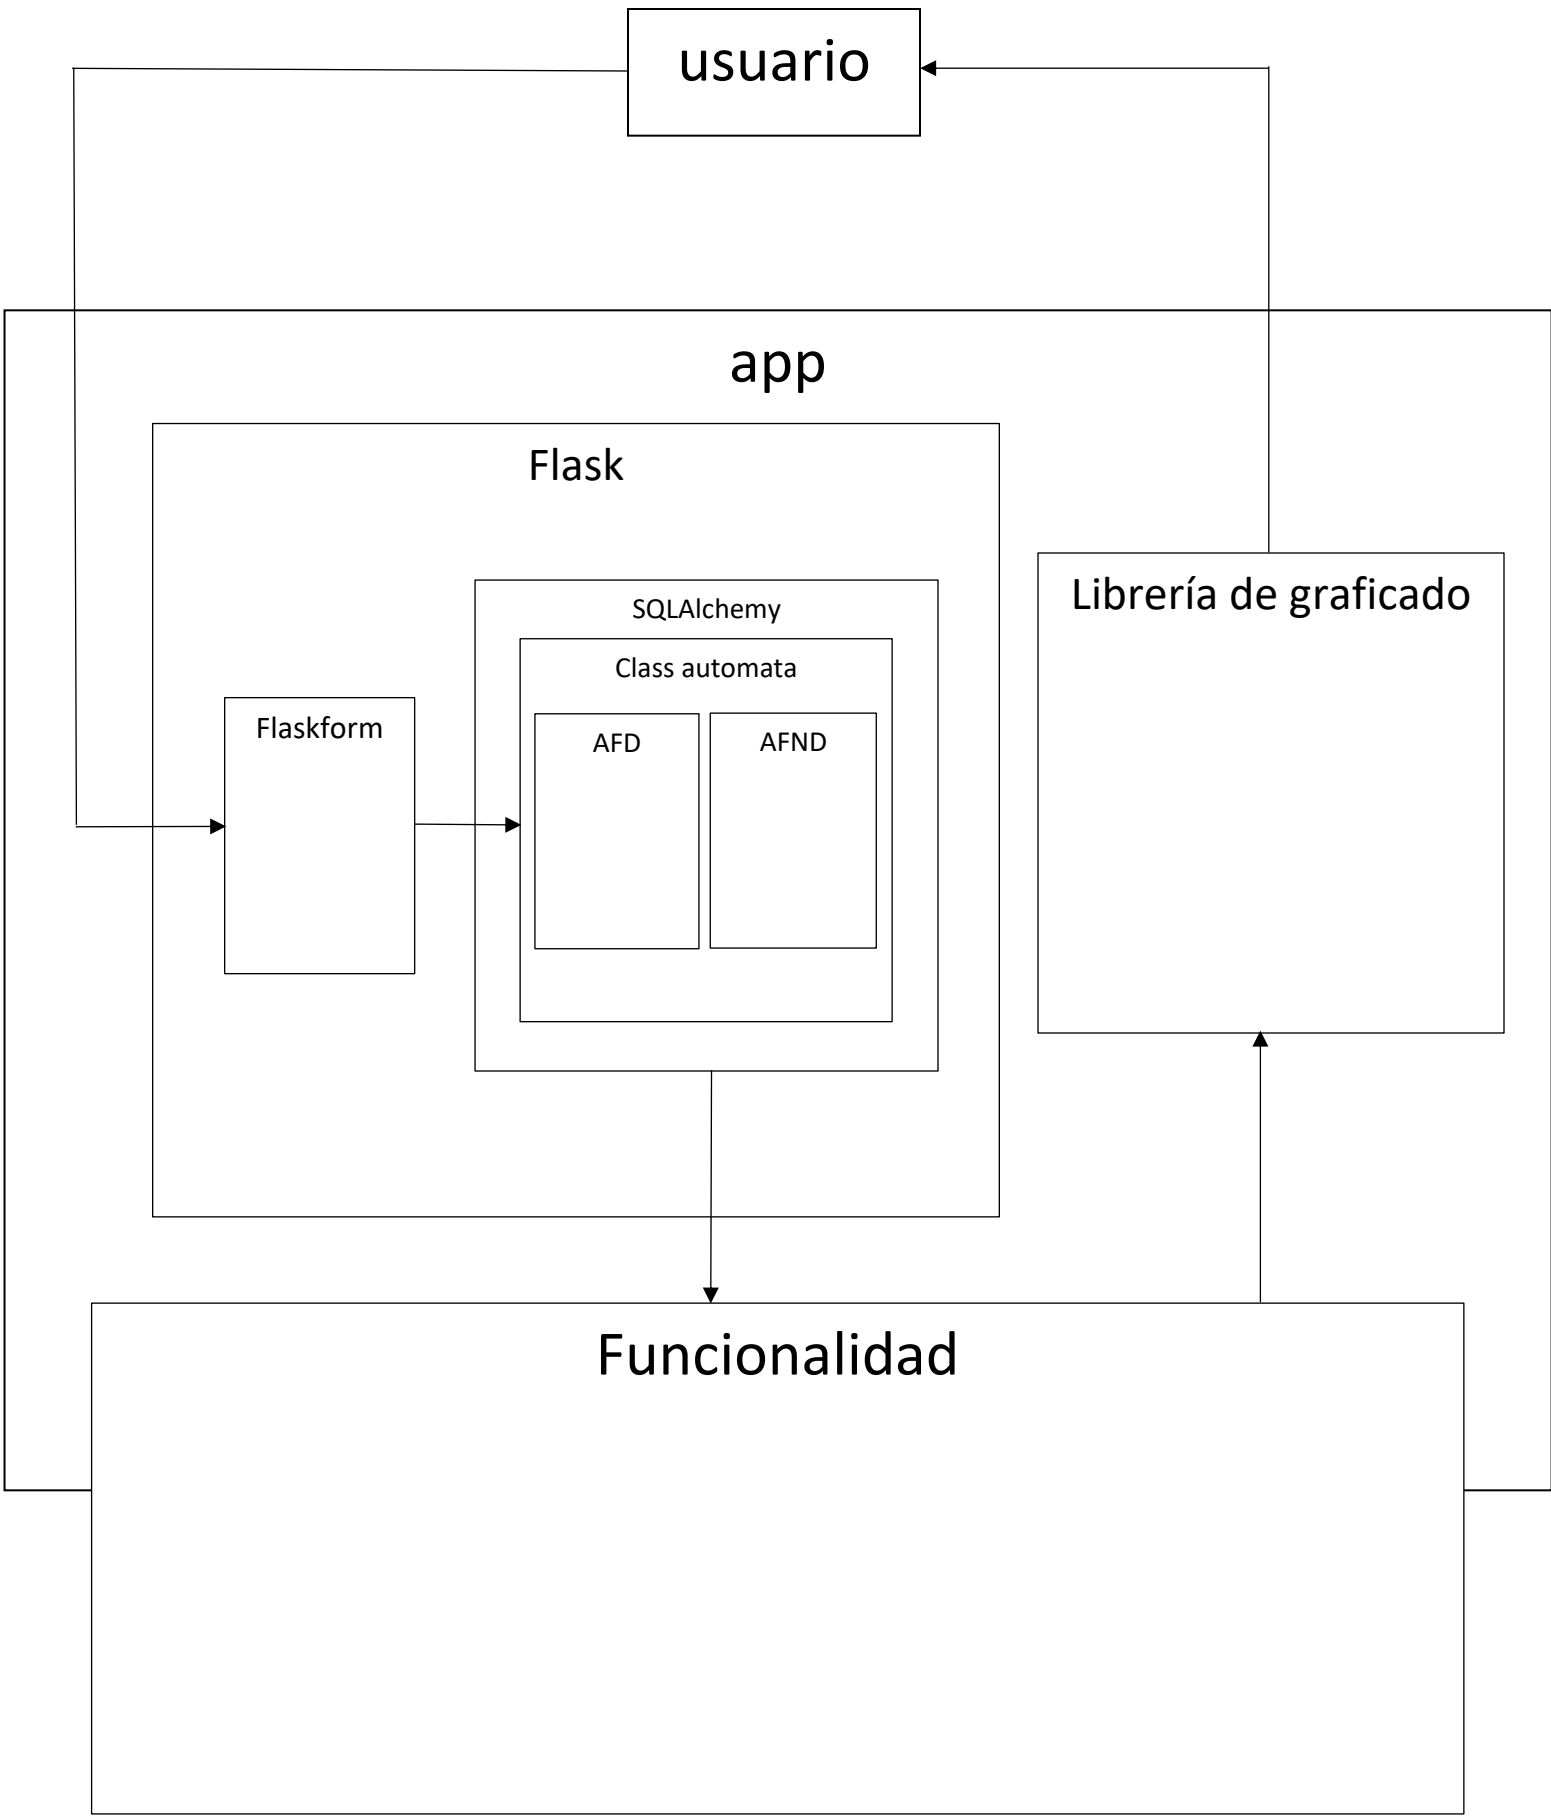 usuario
app
Flask
SQLAlchemy
Class automata
Flaskform
AFD
AFND
Librería de graficado
Funcionalidad